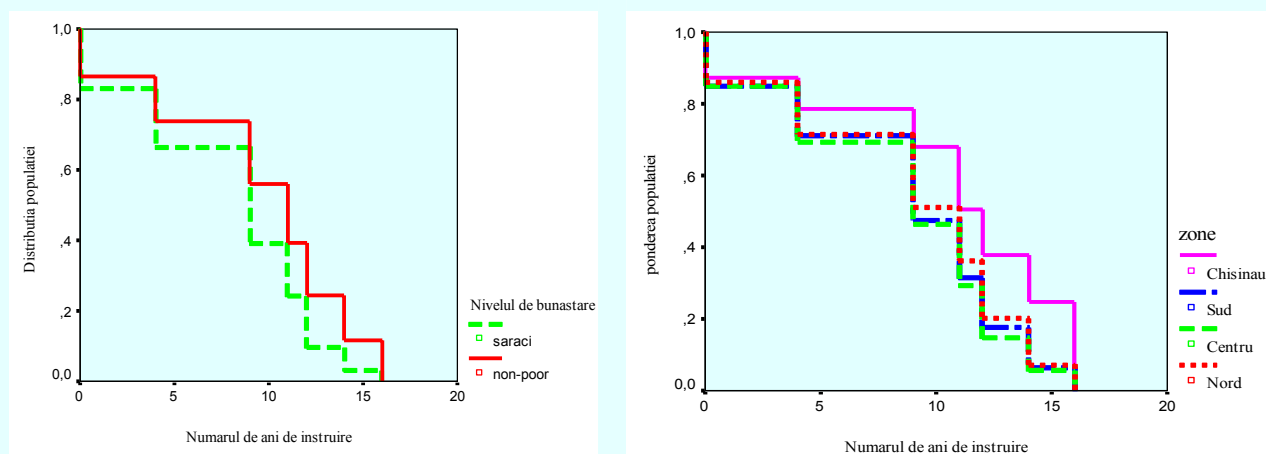 1,0
,8
,6
,4
,2
0,0
Distributia populatiei
0 5 10 15 20
Numarul de ani de instruire
Nivelul de bunastare
saraci
non-poor
1,0
,8
,6
,4
,2
0,0
ponderea populatiei
0 5 10 15 20
Numarul de ani de instruire
zone
Chisinau
Sud
Centru
Nord